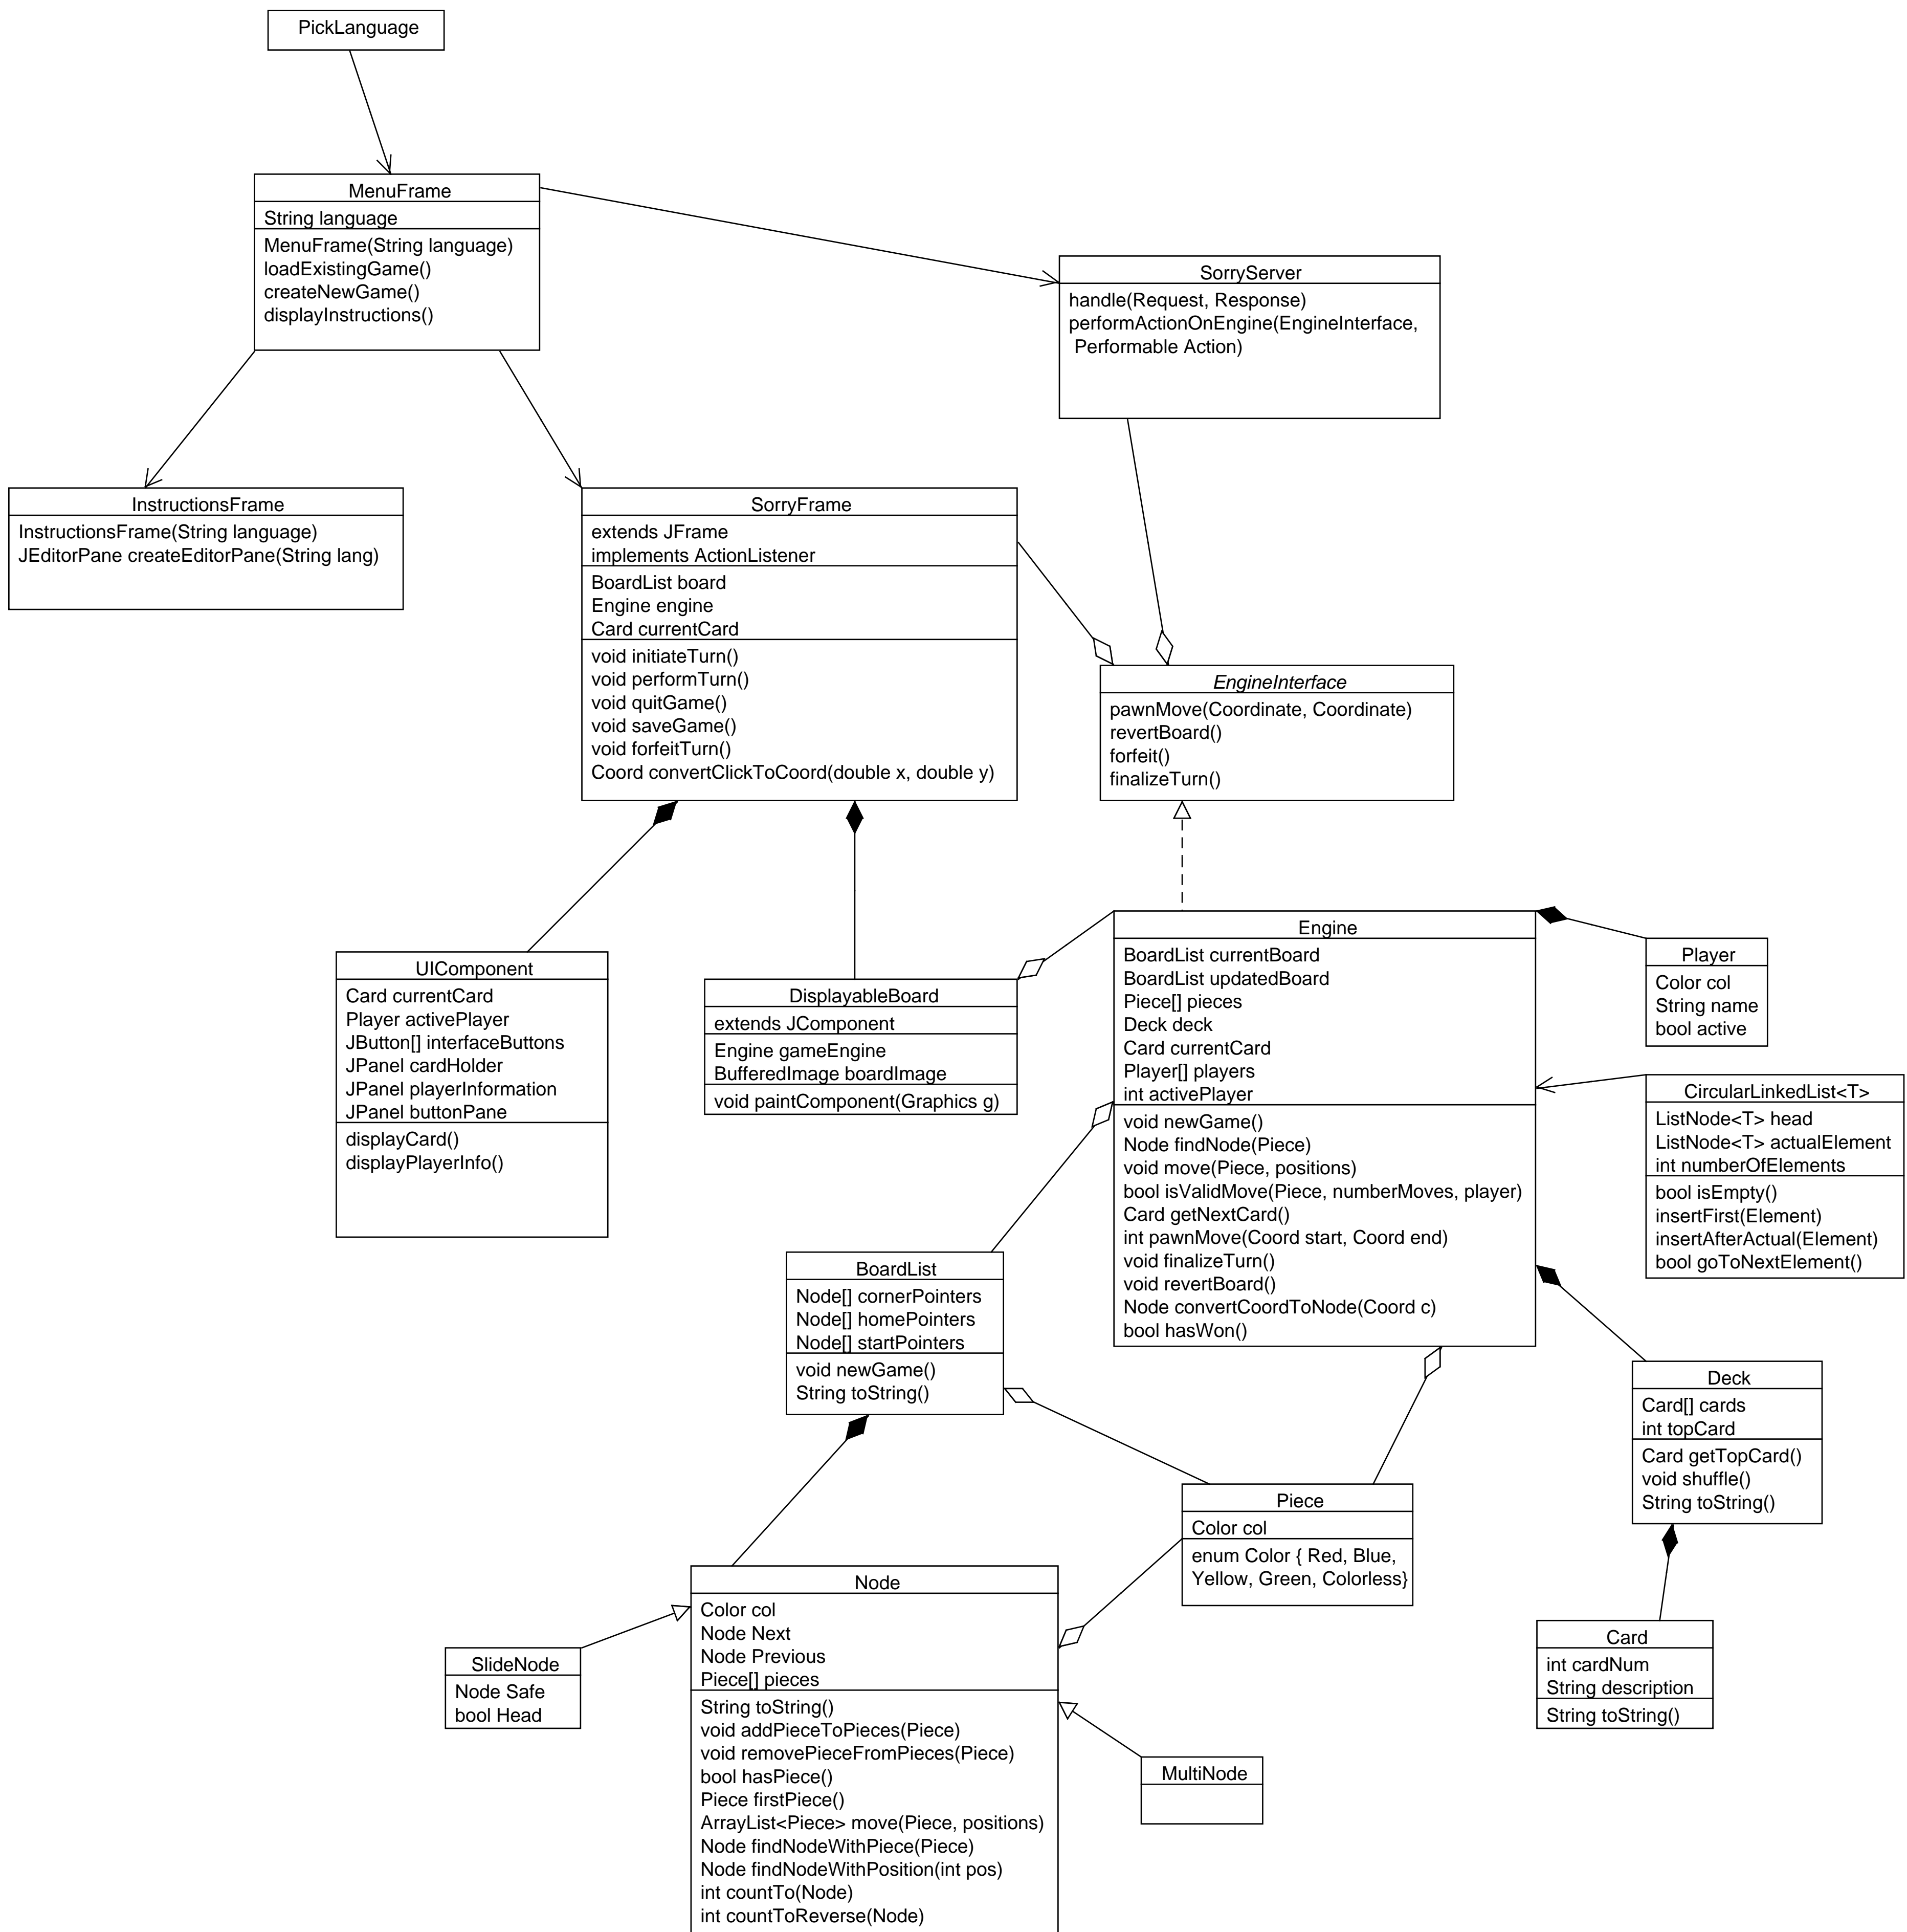 PickLanguage
MenuFrame
String language
MenuFrame(String language)
loadExistingGame()
createNewGame()
displayInstructions()
SorryServer
handle(Request, Response)
performActionOnEngine(EngineInterface,
Performable Action)
InstructionsFrame
InstructionsFrame(String language)
JEditorPane createEditorPane(String lang)
SorryFrame
extends JFrame
implements ActionListener
BoardList board
Engine engine
Card currentCard
void initiateTurn()
void performTurn()
void quitGame()
void saveGame()
void forfeitTurn()
Coord convertClickToCoord(double x, double y)
EngineInterface
pawnMove(Coordinate, Coordinate)
revertBoard()
forfeit()
finalizeTurn()
UIComponent
Card currentCard
Player activePlayer
JButton[] interfaceButtons
JPanel cardHolder
JPanel playerInformation
JPanel buttonPane
displayCard()
displayPlayerInfo()
DisplayableBoard
extends JComponent
Engine gameEngine
BufferedImage boardImage
void paintComponent(Graphics g)
Engine
BoardList currentBoard
BoardList updatedBoard
Piece[] pieces
Deck deck
Card currentCard
Player[] players
int activePlayer
void newGame()
Node findNode(Piece)
void move(Piece, positions)
bool isValidMove(Piece, numberMoves, player)
Card getNextCard()
int pawnMove(Coord start, Coord end)
void finalizeTurn()
void revertBoard()
Node convertCoordToNode(Coord c)
bool hasWon()
Player
Color col
String name
bool active
CircularLinkedList<T>
ListNode<T> head
ListNode<T> actualElement
int numberOfElements
bool isEmpty()
insertFirst(Element)
insertAfterActual(Element)
bool goToNextElement()
BoardList
Node[] cornerPointers
Node[] homePointers
Node[] startPointers
void newGame()
String toString()
Deck
Card[] cards
int topCard
Card getTopCard()
void shuffle()
String toString()
Piece
Color col
enum Color { Red, Blue,
Yellow, Green, Colorless}
Node
Color col
Node Next
Node Previous
Piece[] pieces
String toString()
void addPieceToPieces(Piece)
void removePieceFromPieces(Piece)
bool hasPiece()
Piece firstPiece()
ArrayList<Piece> move(Piece, positions)
Node findNodeWithPiece(Piece)
Node findNodeWithPosition(int pos)
int countTo(Node)
int countToReverse(Node)
SlideNode
Node Safe
bool Head
Card
int cardNum
String description
String toString()
MultiNode